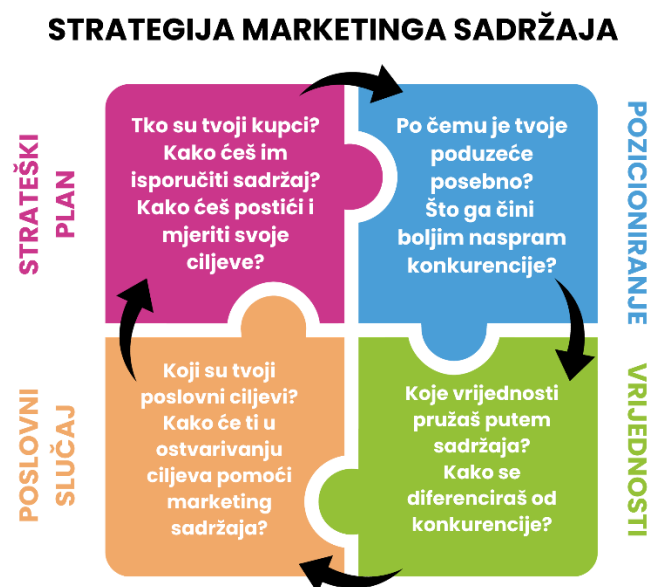 STRATEGIJA MARKETINGA SADRŽAJA
STRATEŠKI
PLAN
Tko su tvoji kupci?
Kako ćeš im
isporučiti sadržaj?
Kako ćeš postići i
mjeriti svoje
ciljeve?
Po čemu je tvoje
poduzeće
posebno?
Što ga čini
boljim naspram
konkurencije?
POZICIONIRANJE
POSLOVNI
SLUČAJ
Koji su tvoji
poslovni ciljevi?
Kako će ti u
ostvarivanju
ciljeva pomoći
marketing
sadržaja?
Koje vrijednosti
pružaš putem
sadržaja?
Kako se
diferenciraš od
konkurencije?
VRIJEDNOSTI